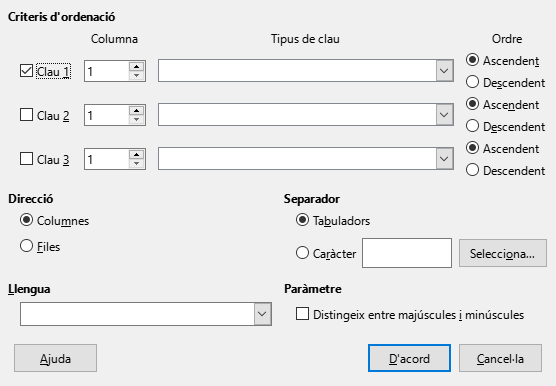 Criteris d'ordenació
Columna Tipus de clau Ordre
Clau 1 1 Ascendent
Descendent
Clau 2 1 Ascendent
Descendent
Clau 3 1 Ascendent
Descendent
Direcció Separador
Columnes Tabuladors
Files Caràcter Selecciona...
Llengua Paràmetre
Distingeix entre majúscules i minúscules
Ajuda D'acord Cancel·la